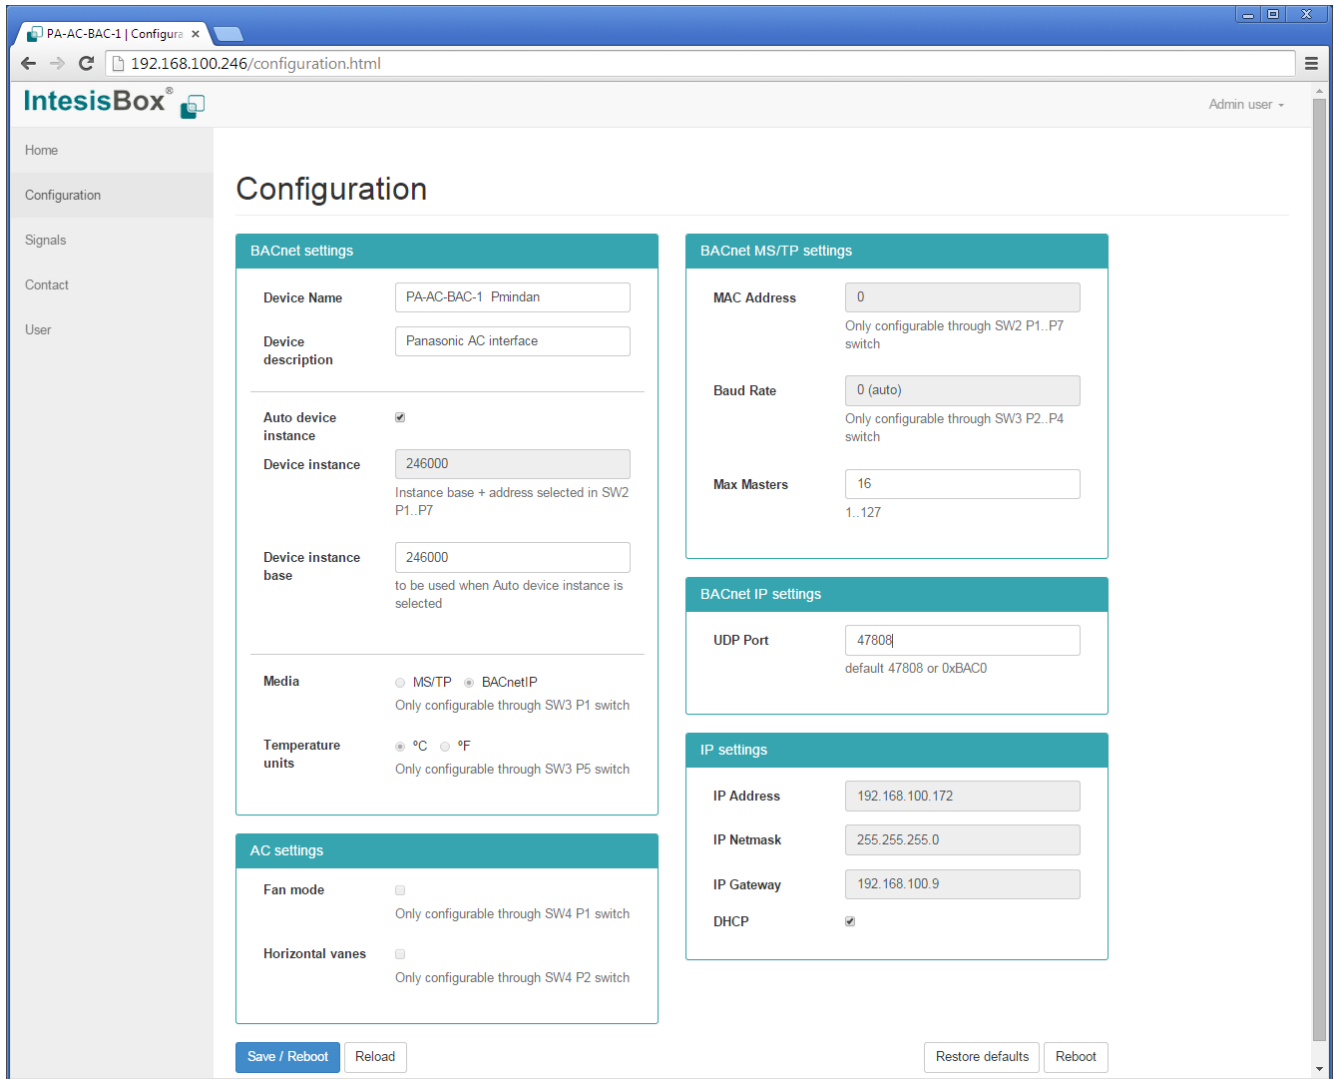 PA-AC-BAC-1 | Configura
192.168.100.246/configuration.html
IntesisBox®
Admin user
Home
Configuration
Signals
Contact
User
Configuration
BACnet settings
Device Name
PA-AC-BAC-1 Pmindan
Device description
Panasonic AC interface
Auto device instance
Device instance
246000
Instance base + address selected in SW2
P1..P7
Device instance base
246000
to be used when Auto device instance is
selected
Media
MS/TP BACnetIP
Only configurable through SW3 P1 switch
Temperature units
ºC ºF
Only configurable through SW3 P5 switch
AC settings
Fan mode
Only configurable through SW4 P1 switch
Horizontal vanes
Only configurable through SW4 P2 switch
BACnet MS/TP settings
MAC Address
0
Only configurable through SW2 P1..P7
switch
Baud Rate
0 (auto)
Only configurable through SW3 P2..P4
switch
Max Masters
16
1..127
BACnet IP settings
UDP Port
47808
default 47808 or 0xBAC0
IP settings
IP Address
192.168.100.172
IP Netmask
255.255.255.0
IP Gateway
192.168.100.9
DHCP
Save / Reboot
Reload
Restore defaults
Reboot